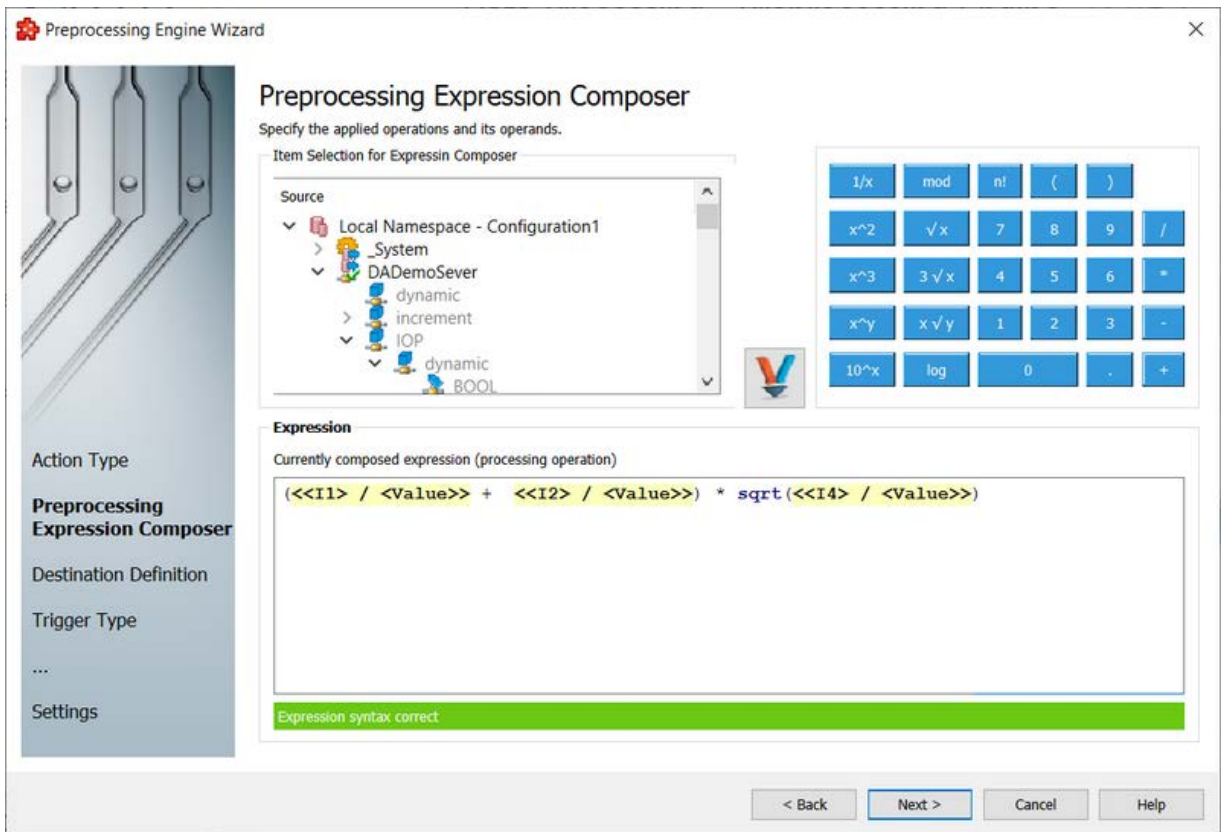 Preprocessing Engine Wizard
Preprocessing Expression Composer
Specify the applied operations and its operands.
Item Selection for Expressin Composer
Source
Local Namespace - Configuration1
_System
DADemoSever
dynamic
increment
IOP
dynamic
BOOL
1/x mod n! ( )
x^2 √x 7 8 9 /
x^3 3√x 4 5 6 *
x^y x√y 1 2 3 -
10^x log 0 . +
Action Type
Preprocessing
Expression Composer
Destination Definition
Trigger Type
...
Settings
Expression
Currently composed expression (processing operation)
(<<I1> / <Value>> + <<I2> / <Value>>) * sqrt(<<I4> / <Value>>)
Expression syntax correct
< Back Next > Cancel Help